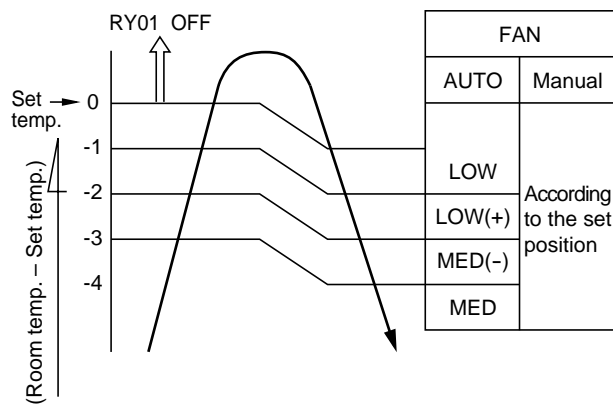 RY01 OFF
Set
temp.
0
-1
-2
-3
-4
(Room temp. – Set temp.)
FAN
AUTO Manual
LOW
LOW(+)
MED(-)
MED
According
to the set
position